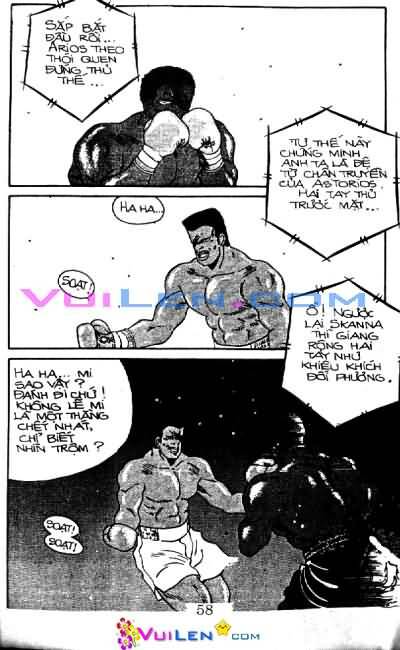 SẮP BẮT
ĐẦU RỒI...
ARIOS THEO
THÓI QUEN
ĐỨNG THỦ
THẾ...
TƯ THẾ NÀY
CHỨNG MINH
ANH TA LÀ ĐỆ
TỬ CHÂN TRUYỀN
CỦA ASTORIOS.
HAI TAY THỦ
TRƯỚC MẶT...
HA HA...
SOẠT!
Ồ! NGƯỢC
LẠI SKANNA
THÌ GIANG
RỘNG HAI
TAY NHƯ
KHIÊU KHÍCH
ĐỐI PHƯƠNG.
VUILEN.COM
HA HA... MI
SAO VẬY?
ĐÁNH ĐI CHỨ!
KHÔNG LẼ MI
LÀ MỘT THẰNG
CHẾT NHÁT,
CHỈ BIẾT
NHÌN TRỘM?
SOẠT!
SOẠT!
58
VUILEN.COM